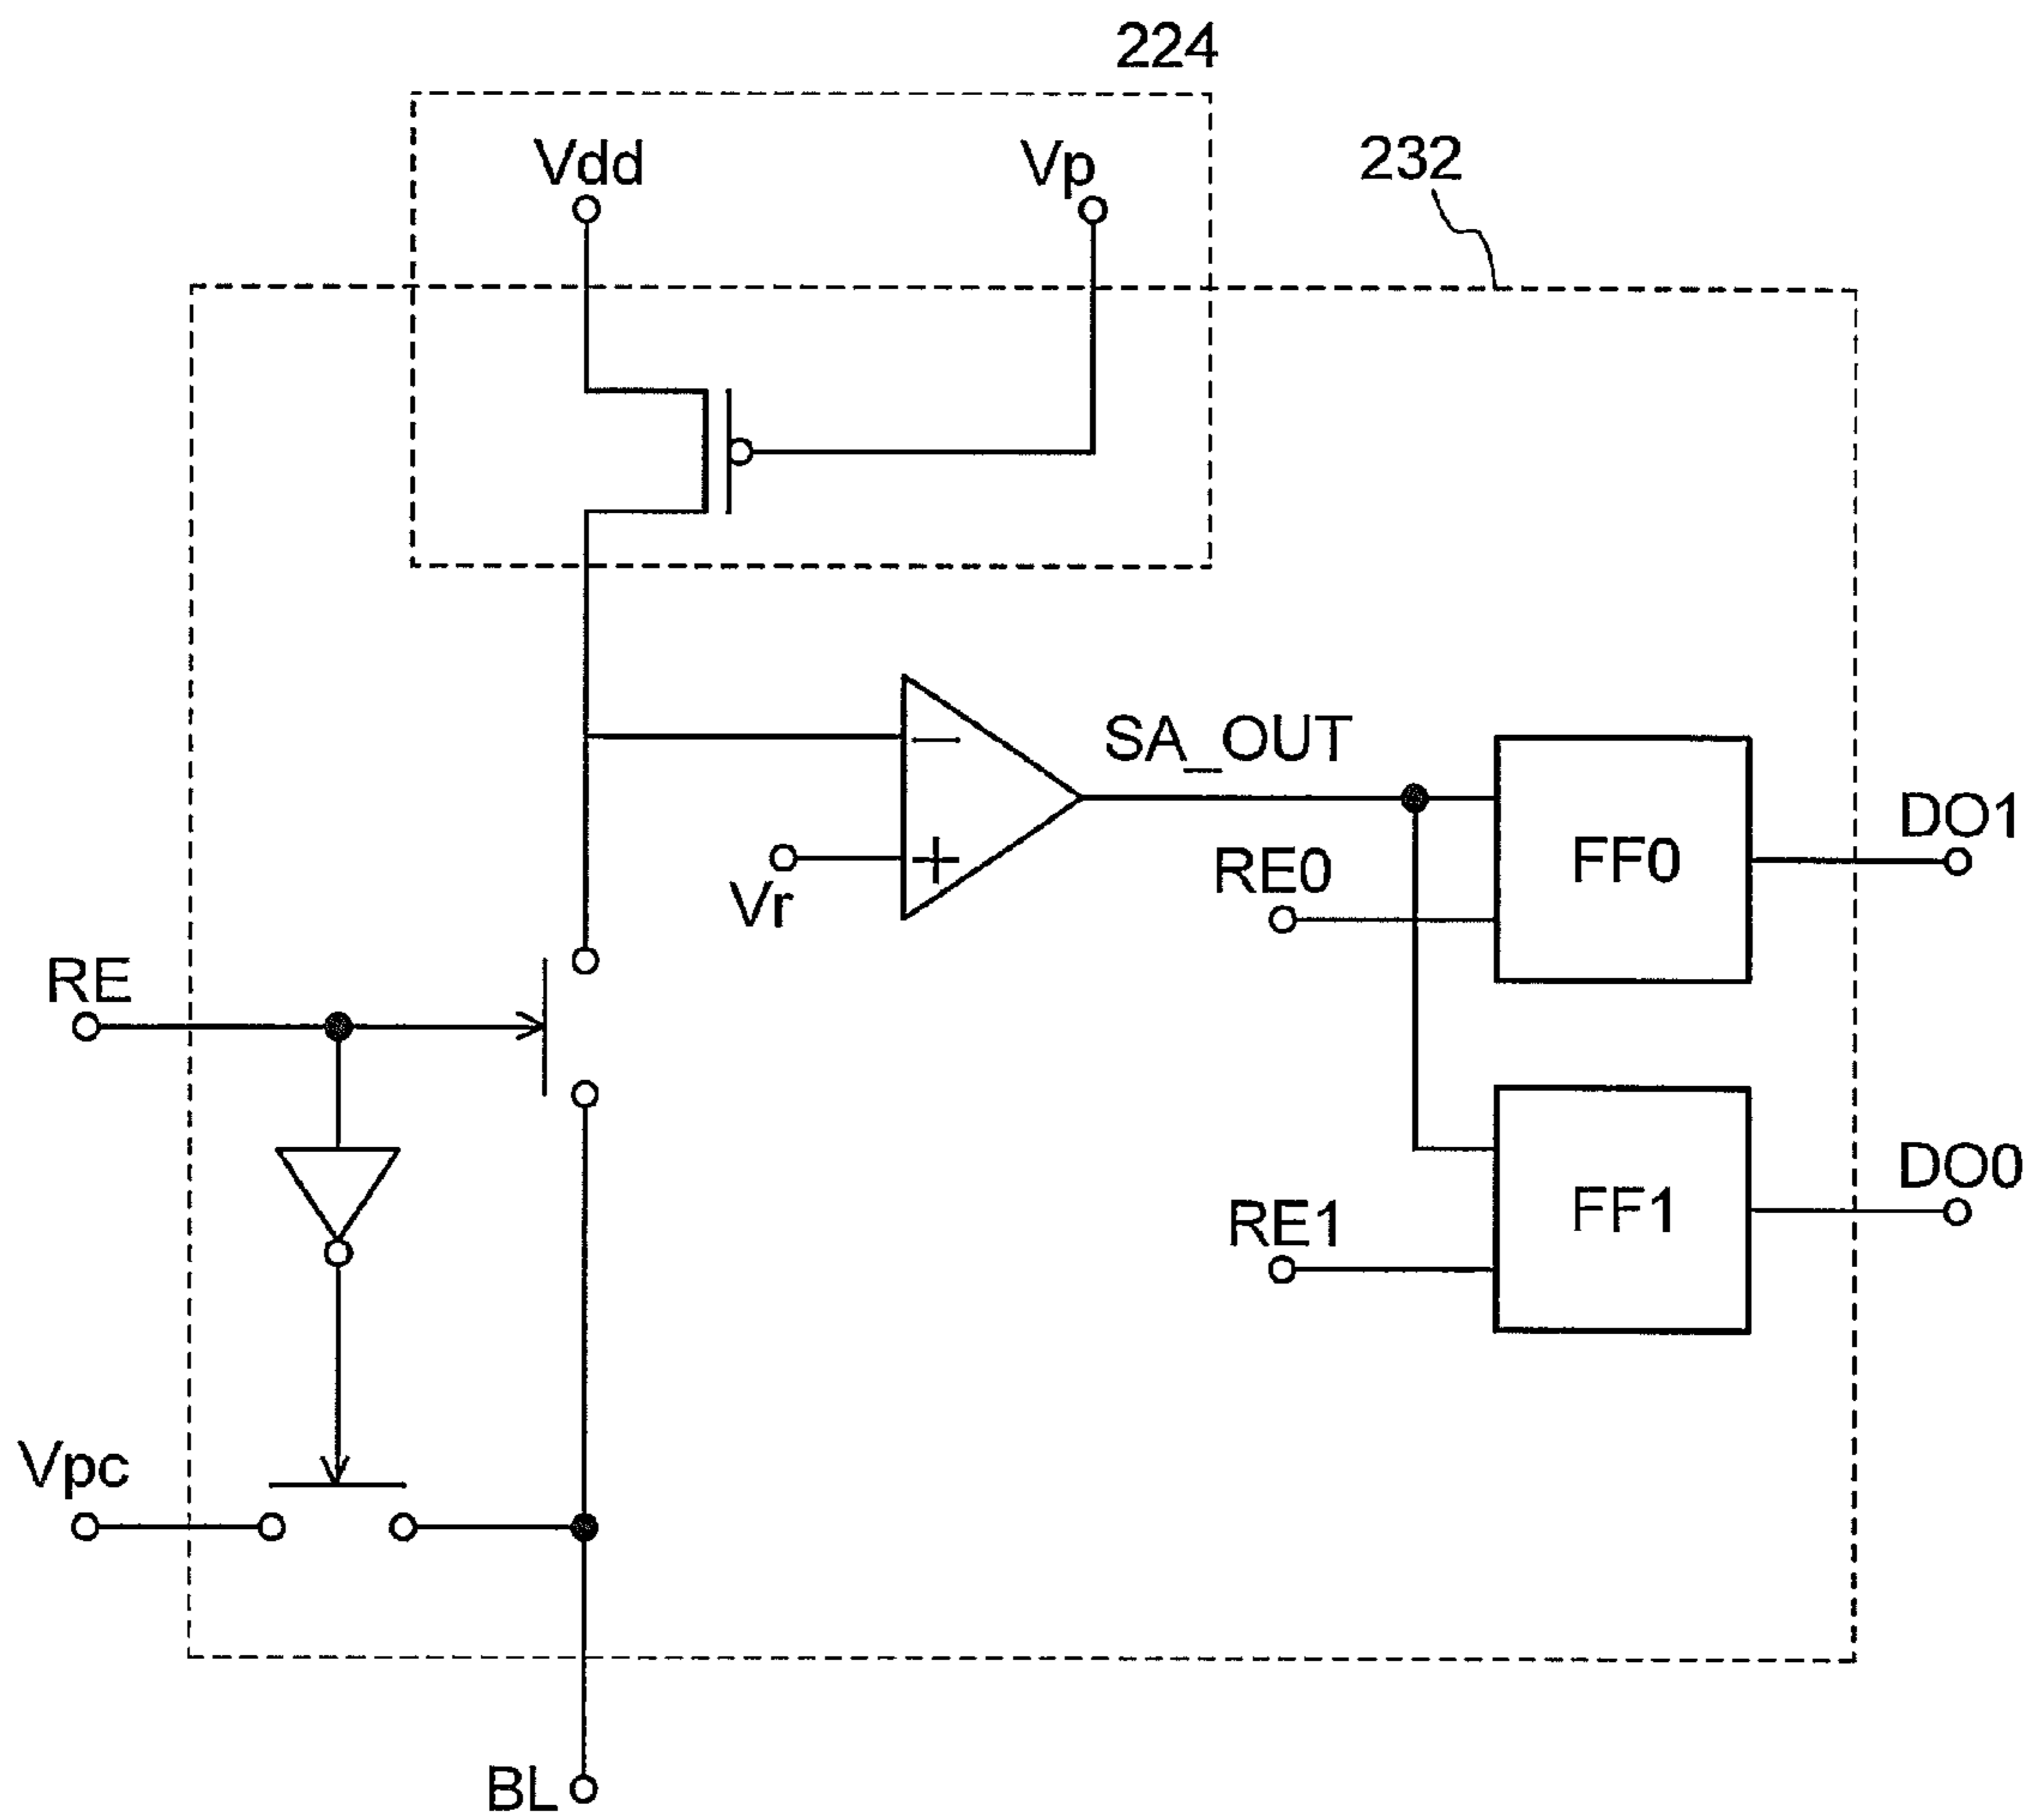 224
Vdd
Vp
232
SA_OUT
DO1
RE0
FF0
Vr
RE
DO0
FF1
RE1
Vpc
BL